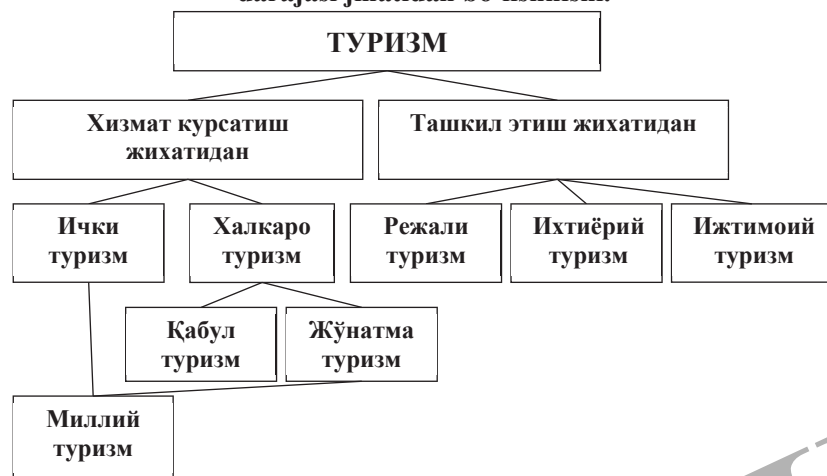 ТУРИЗМ
Хизмат курсатиш
жихатидан
Ташкил этиш жихатидан
Ички
туризм
Халкаро
туризм
Режали
туризм
Ихтиёрий
туризм
Ижтимоий
туризм
Қабул
туризм
Жўнатма
туризм
Миллий
туризм